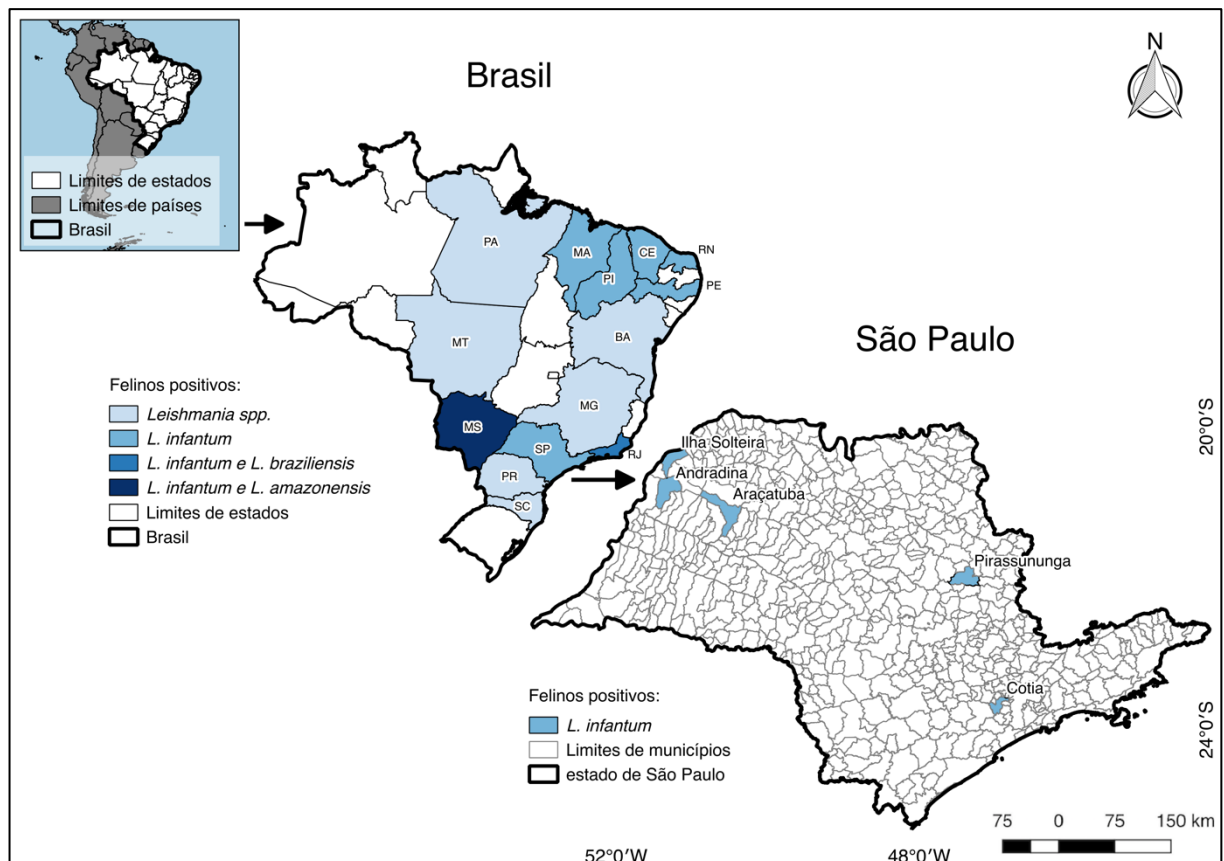 Brasil
N
Limites de estados
Limites de países
Brasil
PA
MA
CE
RN
PI
PE
MT
BA
São Paulo
MG
MS
SP
RJ
PR
SC
Felinos positivos:
Leishmania spp.
L. infantum
L. infantum e L. braziliensis
L. infantum e L. amazonensis
Limites de estados
Brasil
Ilha Solteira
Andradina
Araçatuba
Pirassununga
Cotia
20°0′S
24°0′S
Felinos positivos:
L. infantum
Limites de municípios
estado de São Paulo
75 0 75 150 km
52°0′W
48°0′W